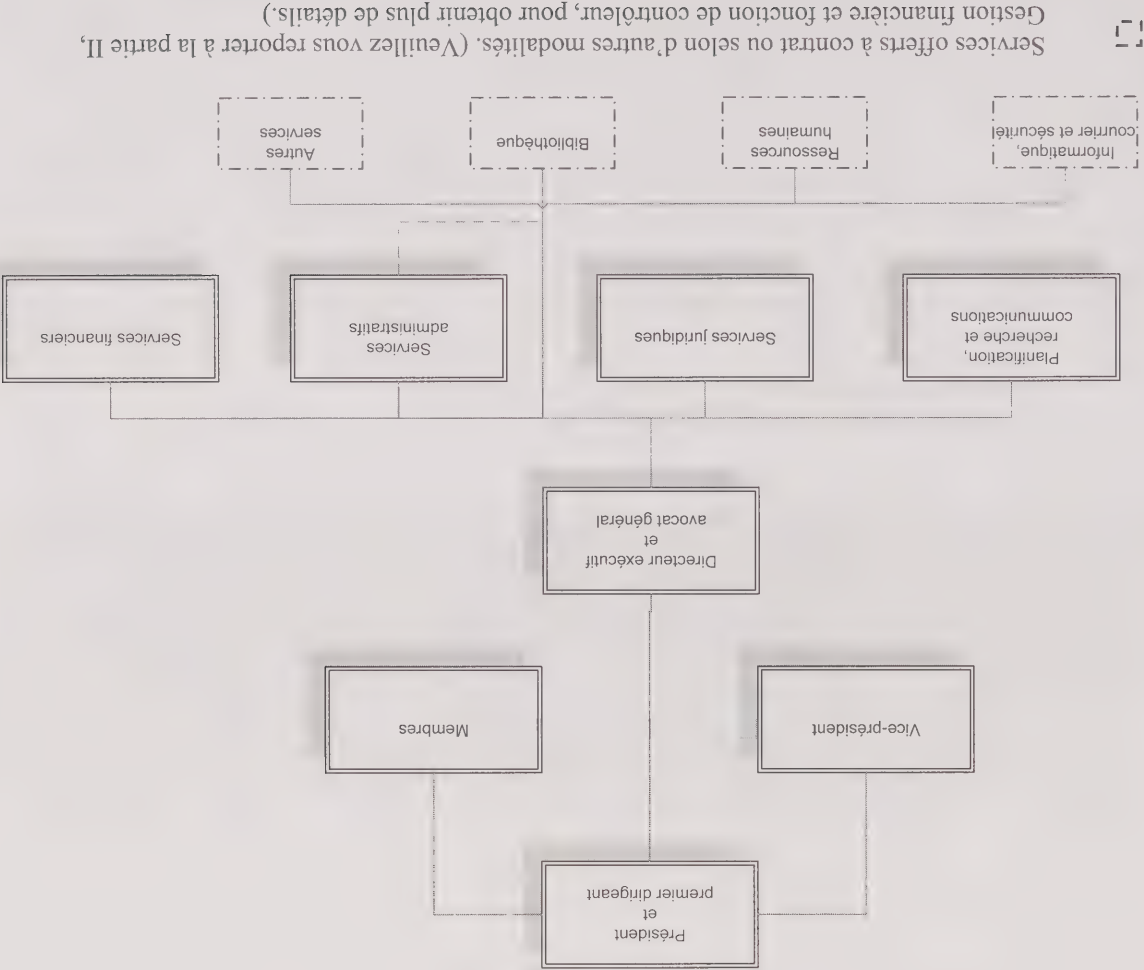 Président
et
premier dirigeant
Vice-président
Membres
Directeur exécutif
et
avocat général
Planification,
recherche et
communications
Services juridiques
Services
administratifs
Services financiers
Informatique,
courrier et sécurité
Ressources
humaines
Bibliothèque
Autres
services
Services offerts à contrat ou selon d'autres modalités. (Veuillez vous reporter à la partie II,
Gestion financière et fonction de contrôleur, pour obtenir plus de détails.)